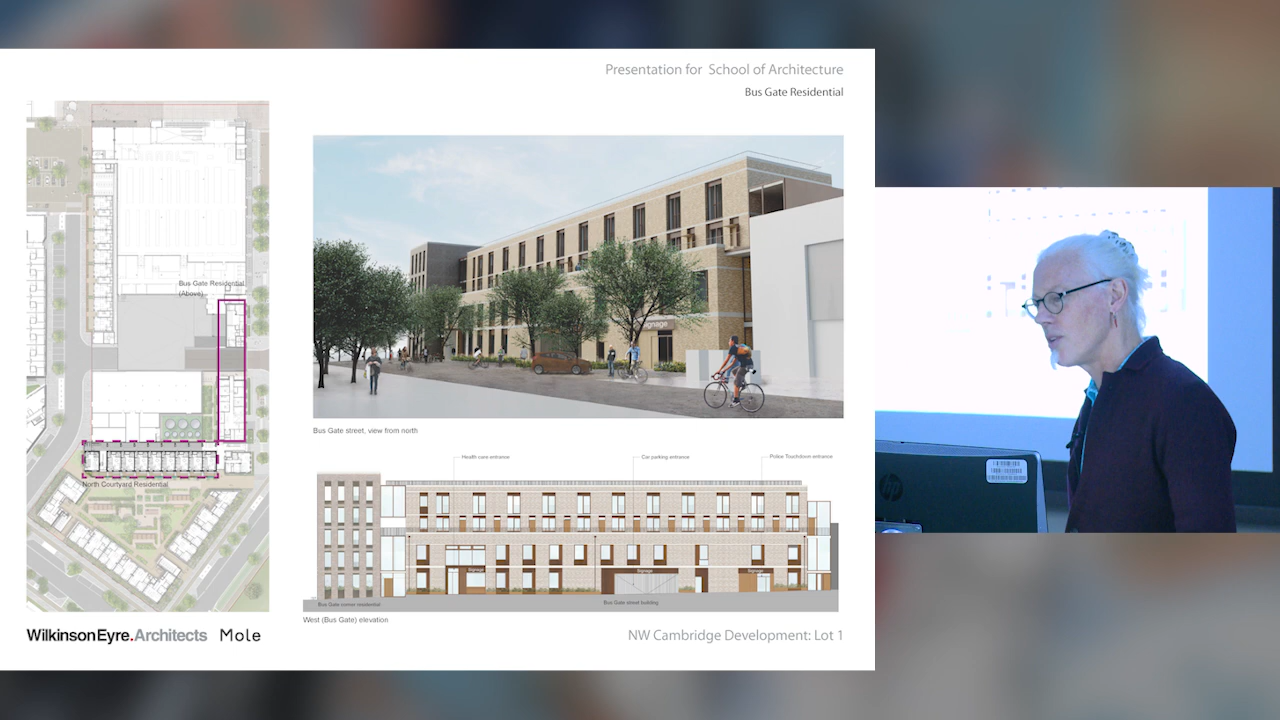 Presentation for School of Architecture
Bus Gate Residential
Bus Gate Residential
(Above)
North Courtyard Residential
Signage
Bus Gate street, view from north
Health care entrance
Car parking entrance
Police Touchdown entrance
Signage
Signage
Signage
Bus Gate corner residential
Bus Gate street building
West (Bus Gate) elevation
WilkinsonEyre.Architects
Mole
NW Cambridge Development: Lot 1
hp